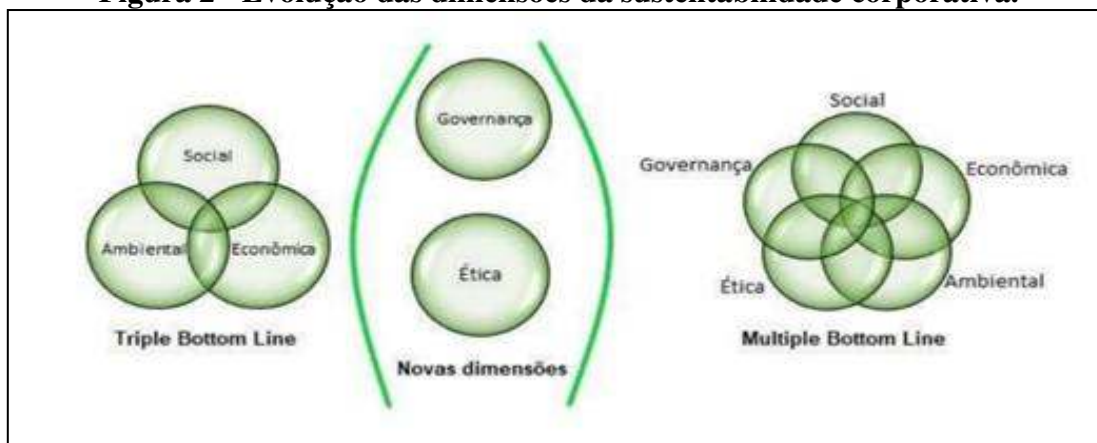 Figura 2 - Evolução das dimensões da sustentabilidade corporativa.
Social
Ambiental
Econômica
Triple Bottom Line
Governança
Ética
Novas dimensões
Social
Governança
Econômica
Ética
Ambiental
Multiple Bottom Line